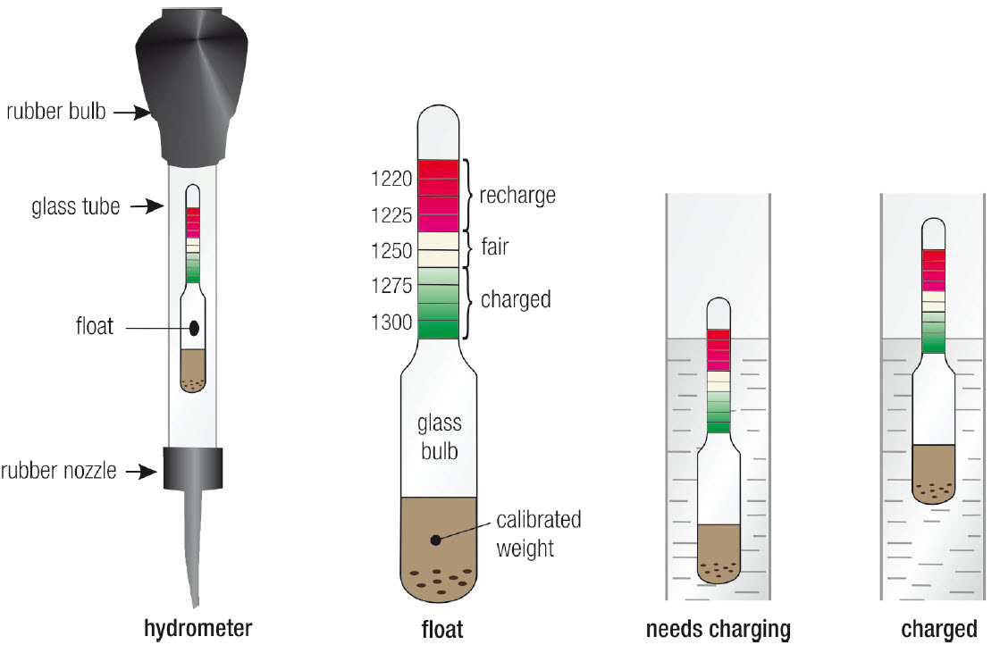 rubber bulb
glass tube
float
rubber nozzle
hydrometer
1220
1225
1250
1275
1300
recharge
fair
charged
glass
bulb
calibrated
weight
float
needs charging
charged